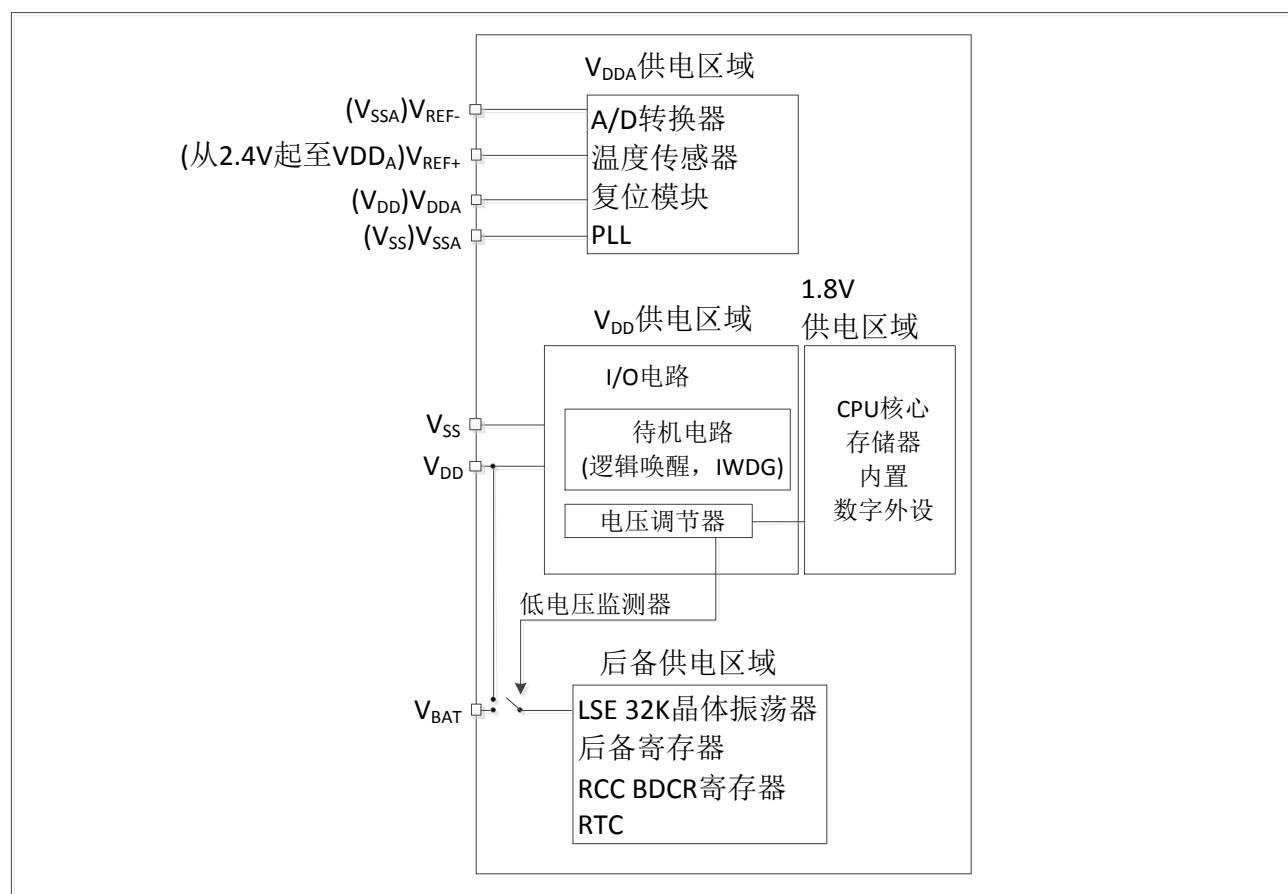 VDDA供电区域
(VSSA)VREF-
(从2.4V起至VDDA)VREF+
(VDD)VDDA
(VSS)VSSA
A/D转换器
温度传感器
复位模块
PLL
VDD供电区域
1.8V
供电区域
I/O电路
待机电路
(逻辑唤醒，IWDG)
电压调节器
CPU核心
存储器
内置
数字外设
VSS
VDD
低电压监测器
后备供电区域
VBAT
LSE 32K晶体振荡器
后备寄存器
RCC BDCR寄存器
RTC